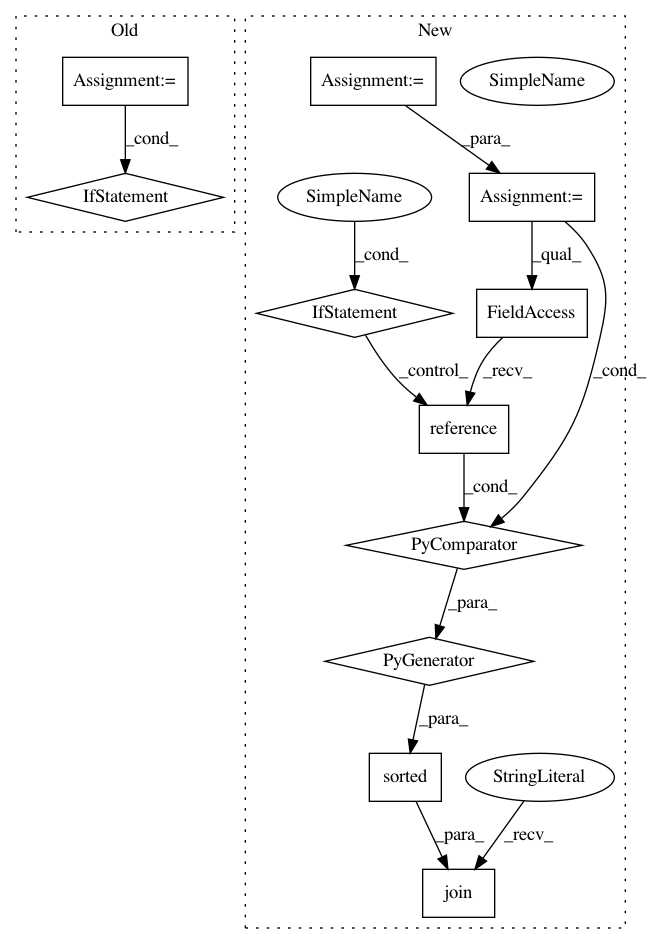 Old
New
Assignment:=
Assignment:=
SimpleName
_cond_
_para_
IfStatement
SimpleName
Assignment:=
_cond_
_qual_
IfStatement
FieldAccess
_control_
_recv_
_cond_
reference
_cond_
PyComparator
_para_
PyGenerator
_para_
sorted
StringLiteral
_para_
_recv_
join